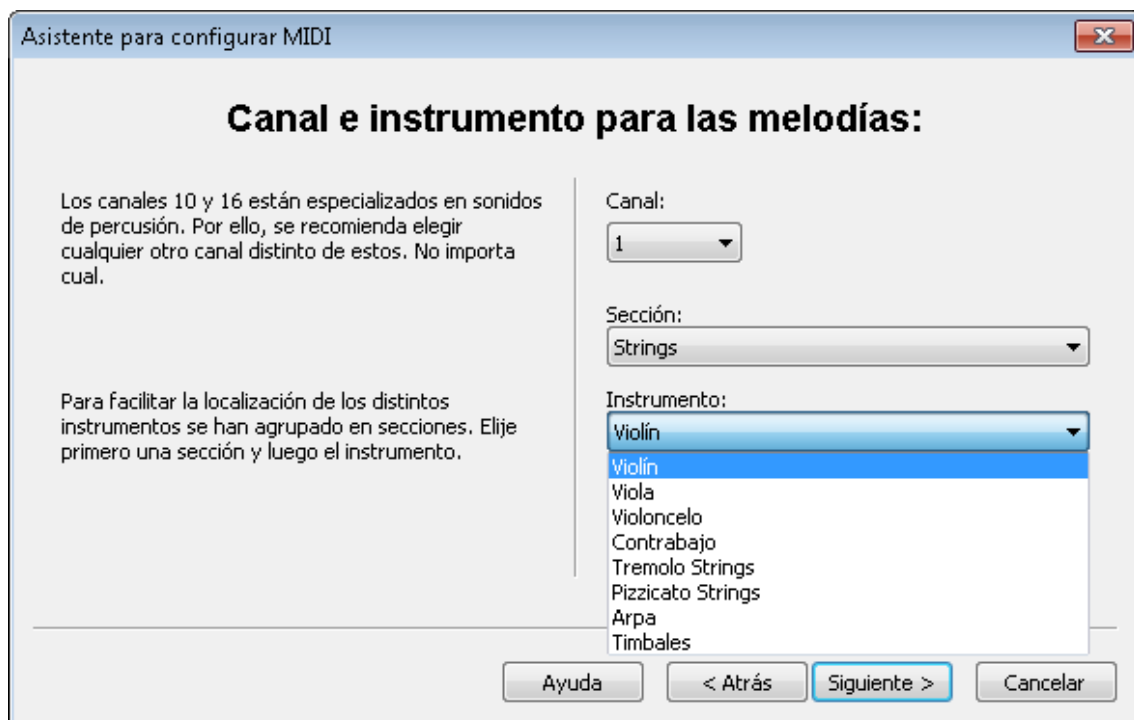 Asistente para configurar MIDI
Canal e instrumento para las melodías:
Los canales 10 y 16 están especializados en sonidos
de percusión. Por ello, se recomienda elegir
cualquier otro canal distinto de estos. No importa
cual.
Canal:
1
Sección:
Strings
Para facilitar la localización de los distintos
instrumentos se han agrupado en secciones. Elije
primero una sección y luego el instrumento.
Instrumento:
Violín
Violín
Viola
Violoncelo
Contrabajo
Tremolo Strings
Pizzicato Strings
Arpa
Timbales
Ayuda
< Atrás
Siguiente >
Cancelar